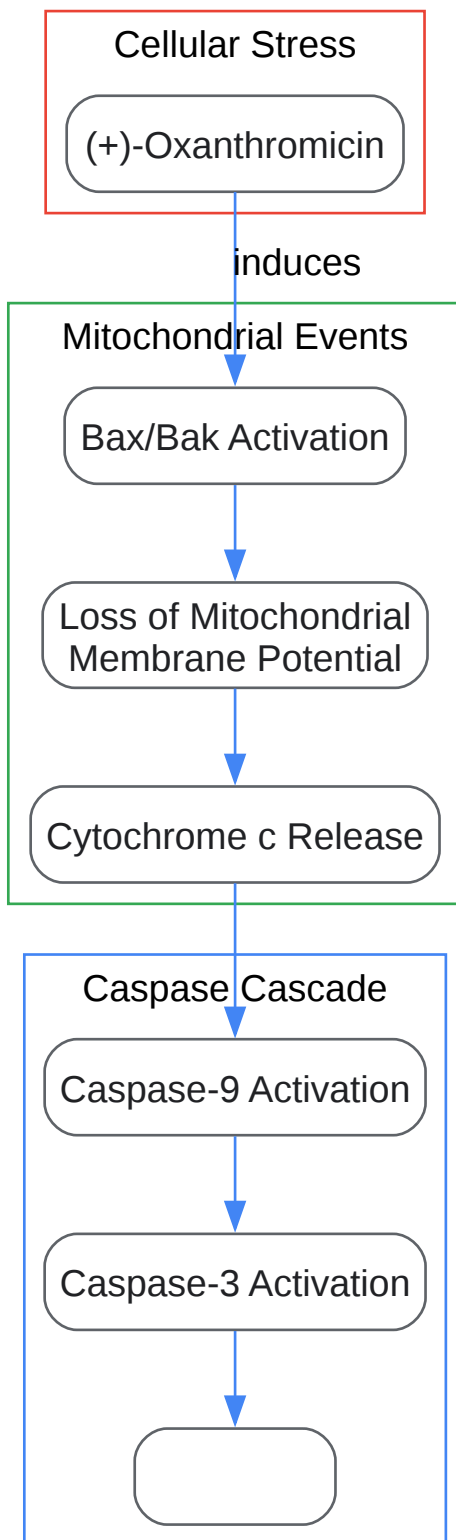 Cellular Stress
(+)-Oxanthromicin
induces
Mitochondrial Events
Bax/Bak Activation
Loss of Mitochondrial
Membrane Potential
Cytochrome c Release
Caspase Cascade
Caspase-9 Activation
Caspase-3 Activation